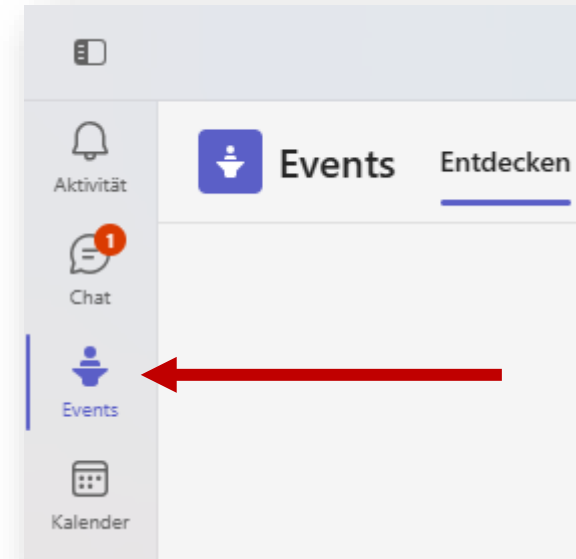 Aktivität
Events Entdecken
1
Chat
Events
Kalender